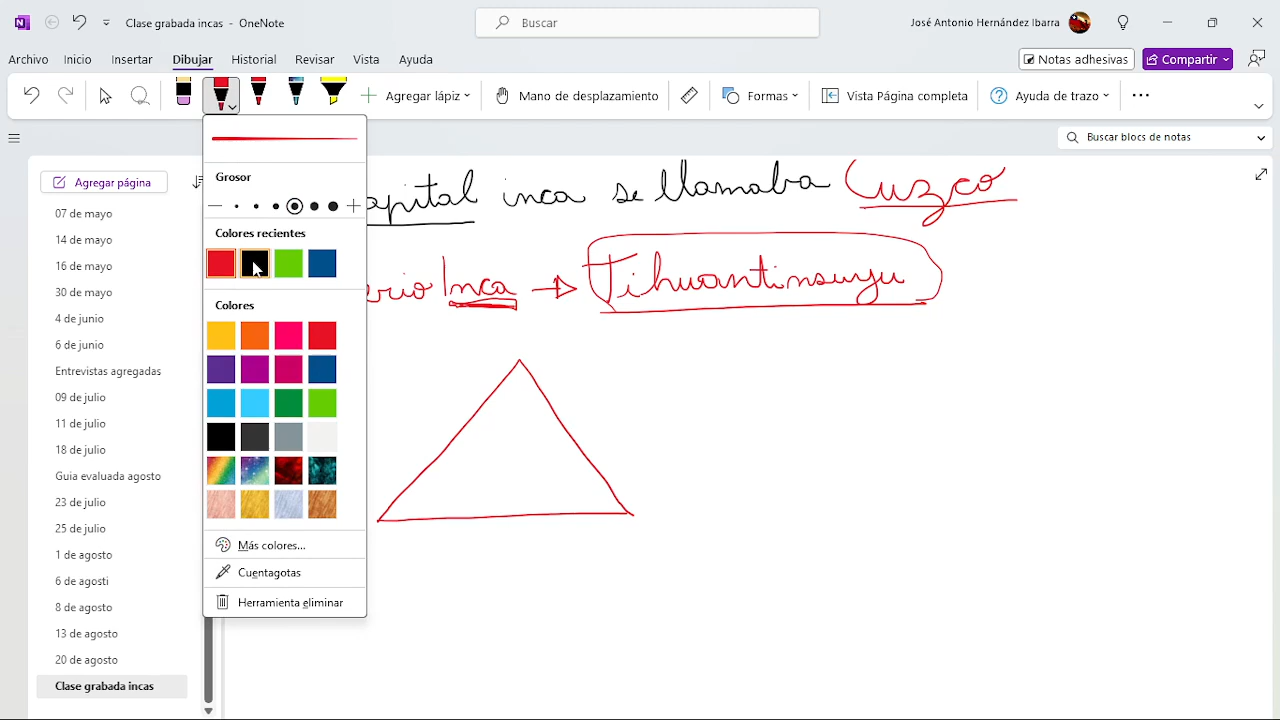 Clase grabada incas - OneNote
Buscar
José Antonio Hernández Ibarra
Archivo Inicio Insertar Dibujar Historial Revisar Vista Ayuda
Notas adhesivas
Compartir
Agregar lápiz
Mano de desplazamiento
Formas
Vista Página completa
Ayuda de trazo
Buscar blocs de notas
Agregar página
07 de mayo
14 de mayo
16 de mayo
30 de mayo
4 de junio
6 de junio
Entrevistas agregadas
09 de julio
11 de julio
18 de julio
Guia evaluada agosto
23 de julio
25 de julio
1 de agosto
6 de agosti
8 de agosto
13 de agosto
20 de agosto
Clase grabada incas
Grosor
Colores recientes
Colores
Más colores...
Cuentagotas
Herramienta eliminar
apital inca se llamaba Cuzco
erio Inca → Tihuantinsuyu